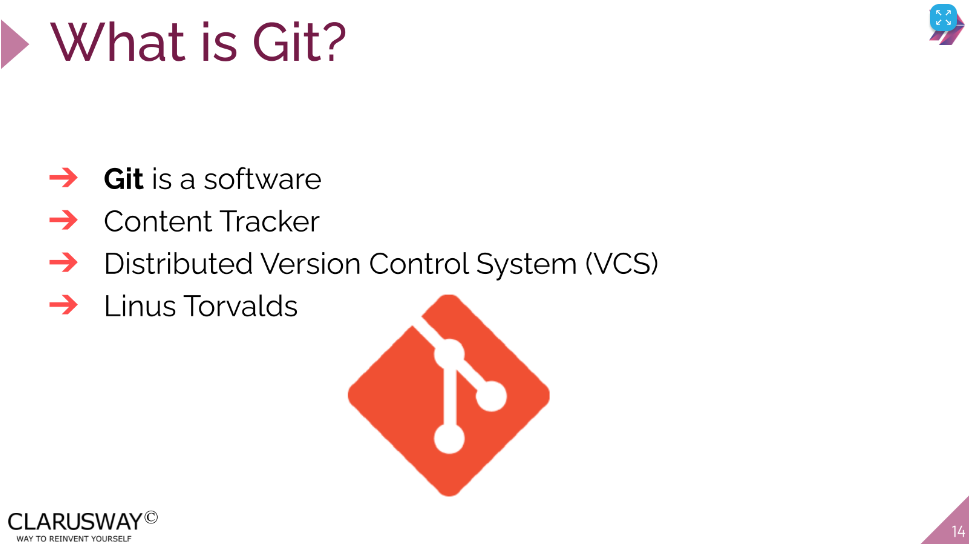 What is Git?
➔ Git is a software
➔ Content Tracker
➔ Distributed Version Control System (VCS)
➔ Linus Torvalds
CLARUSWAY©
WAY TO REINVENT YOURSELF
14